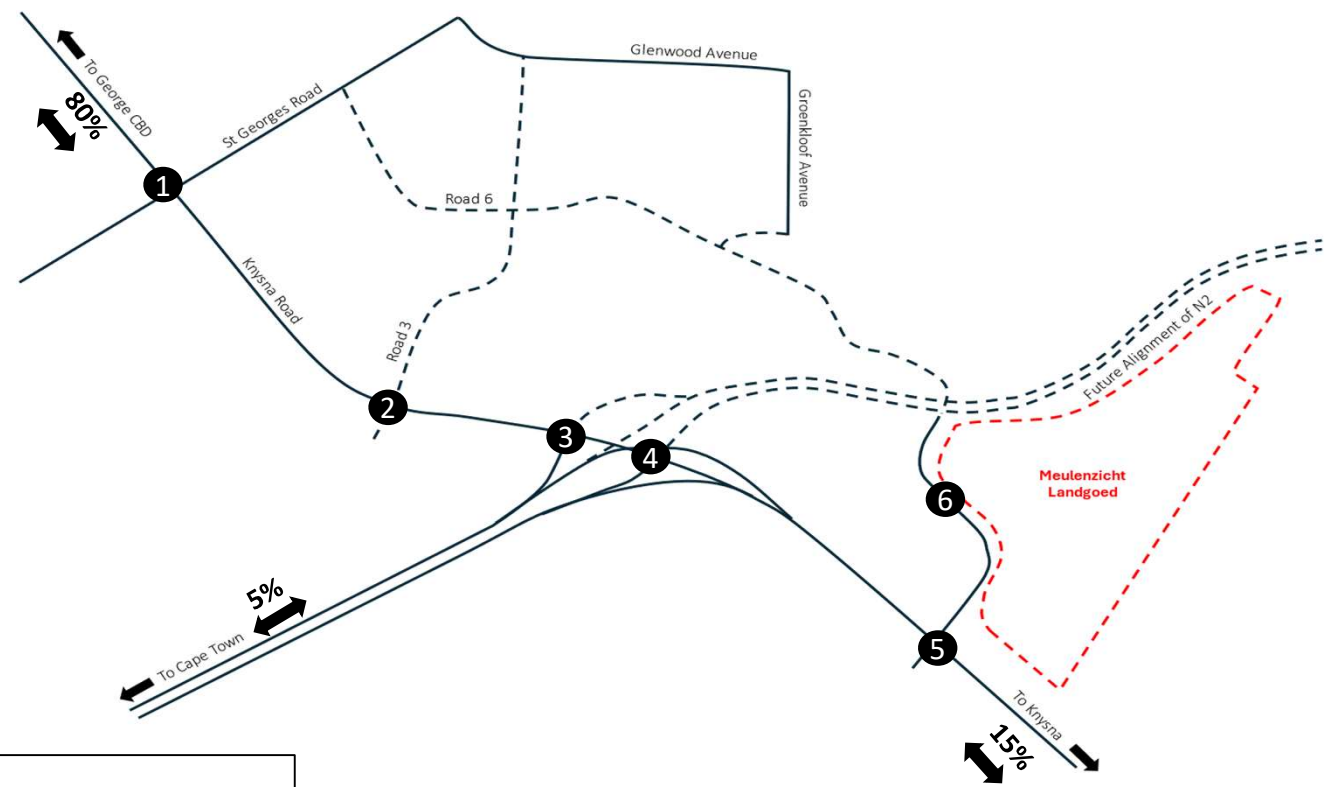 To George CBD
80%
St Georges Road
Glenwood Avenue
Groenkloof Avenue
1
Road 6
Knysna Road
Road 3
Future Alignment of N2
2
3
4
Meulenzicht
Landgoed
6
5%
To Cape Town
5
To Knysna
15%